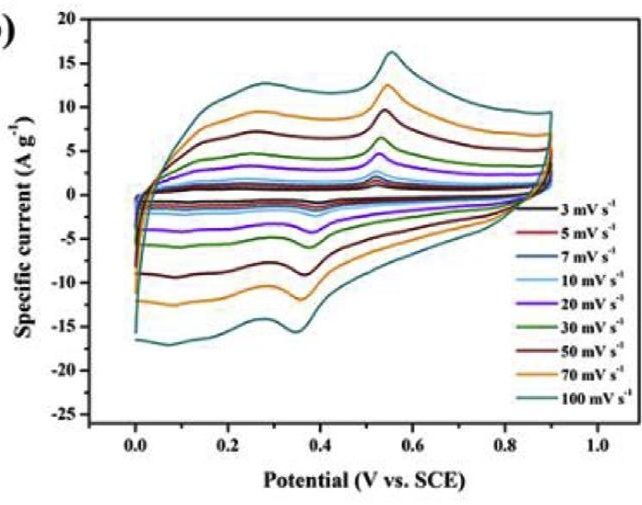 )
20
15
10
5
0
-5
-10
-15
-20
-25
Specific current (A g⁻¹)
3 mV s⁻¹
5 mV s⁻¹
7 mV s⁻¹
10 mV s⁻¹
20 mV s⁻¹
30 mV s⁻¹
50 mV s⁻¹
70 mV s⁻¹
100 mV s⁻¹
0.0 0.2 0.4 0.6 0.8 1.0
Potential (V vs. SCE)